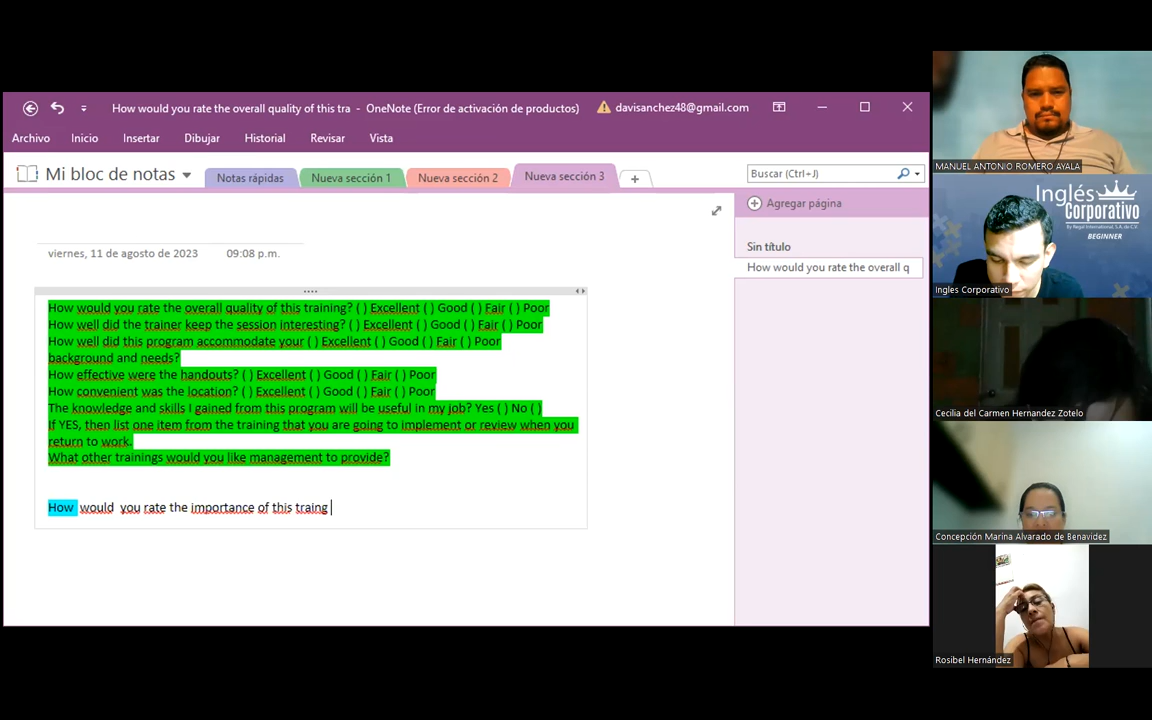 How would you rate the overall quality of this tra - OneNote (Error de activación de productos)
davisanchez48@gmail.com
Archivo Inicio Insertar Dibujar Historial Revisar Vista
Mi bloc de notas
Notas rápidas
Nueva sección 1
Nueva sección 2
Nueva sección 3
+
Buscar (Ctrl+J)
Agregar página
Sin título
How would you rate the overall q
viernes, 11 de agosto de 2023 09:08 p.m.
How would you rate the overall quality of this training? ( ) Excellent ( ) Good ( ) Fair ( ) Poor
How well did the trainer keep the session interesting? ( ) Excellent ( ) Good ( ) Fair ( ) Poor
How well did this program accommodate your ( ) Excellent ( ) Good ( ) Fair ( ) Poor
background and needs?
How effective were the handouts? ( ) Excellent ( ) Good ( ) Fair ( ) Poor
How convenient was the location? ( ) Excellent ( ) Good ( ) Fair ( ) Poor
The knowledge and skills I gained from this program will be useful in my job? Yes ( ) No ( )
if YES, then list one item from the training that you are going to implement or review when you
return to work.
What other trainings would you like management to provide?
How would you rate the importance of this traing
MANUEL ANTONIO ROMERO AYALA
Inglés
Corporativo
By Regal International, S.A. de C.V.
BEGINNER
Ingles Corporativo
Cecilia del Carmen Hernandez Zotelo
Concepción Marina Alvarado de Benavidez
Rosibel Hernández